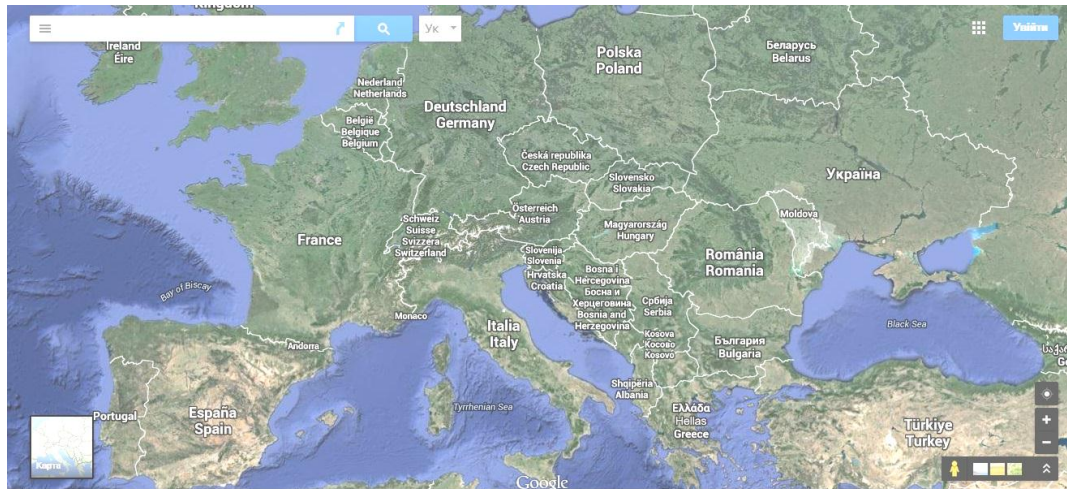 Kingdom
Ireland
Éire
Ук
Увійти
Polska
Poland
Беларусь
Belarus
Nederland
Netherlands
Deutschland
Germany
België
Belgique
Belgium
Česká republika
Czech Republic
Slovensko
Slovakia
Україна
Österreich
Austria
Moldova
Schweiz
Suisse
Svizzera
Switzerland
Magyarország
Hungary
France
Slovenija
Slovenia
România
Romania
Hrvatska
Croatia
Bosna i
Hercegovina
Босна и
Херцеговина
Bosnia and
Herzegovina
Србија
Serbia
Bay of Biscay
Monaco
Italia
Italy
Black Sea
Kosova
Косово
Kosovo
България
Bulgaria
Andorra
Shqipëria
Albania
Portugal
España
Spain
Tyrrhenian Sea
Ελλάδα
Hellas
Greece
Türkiye
Turkey
Карта
Google